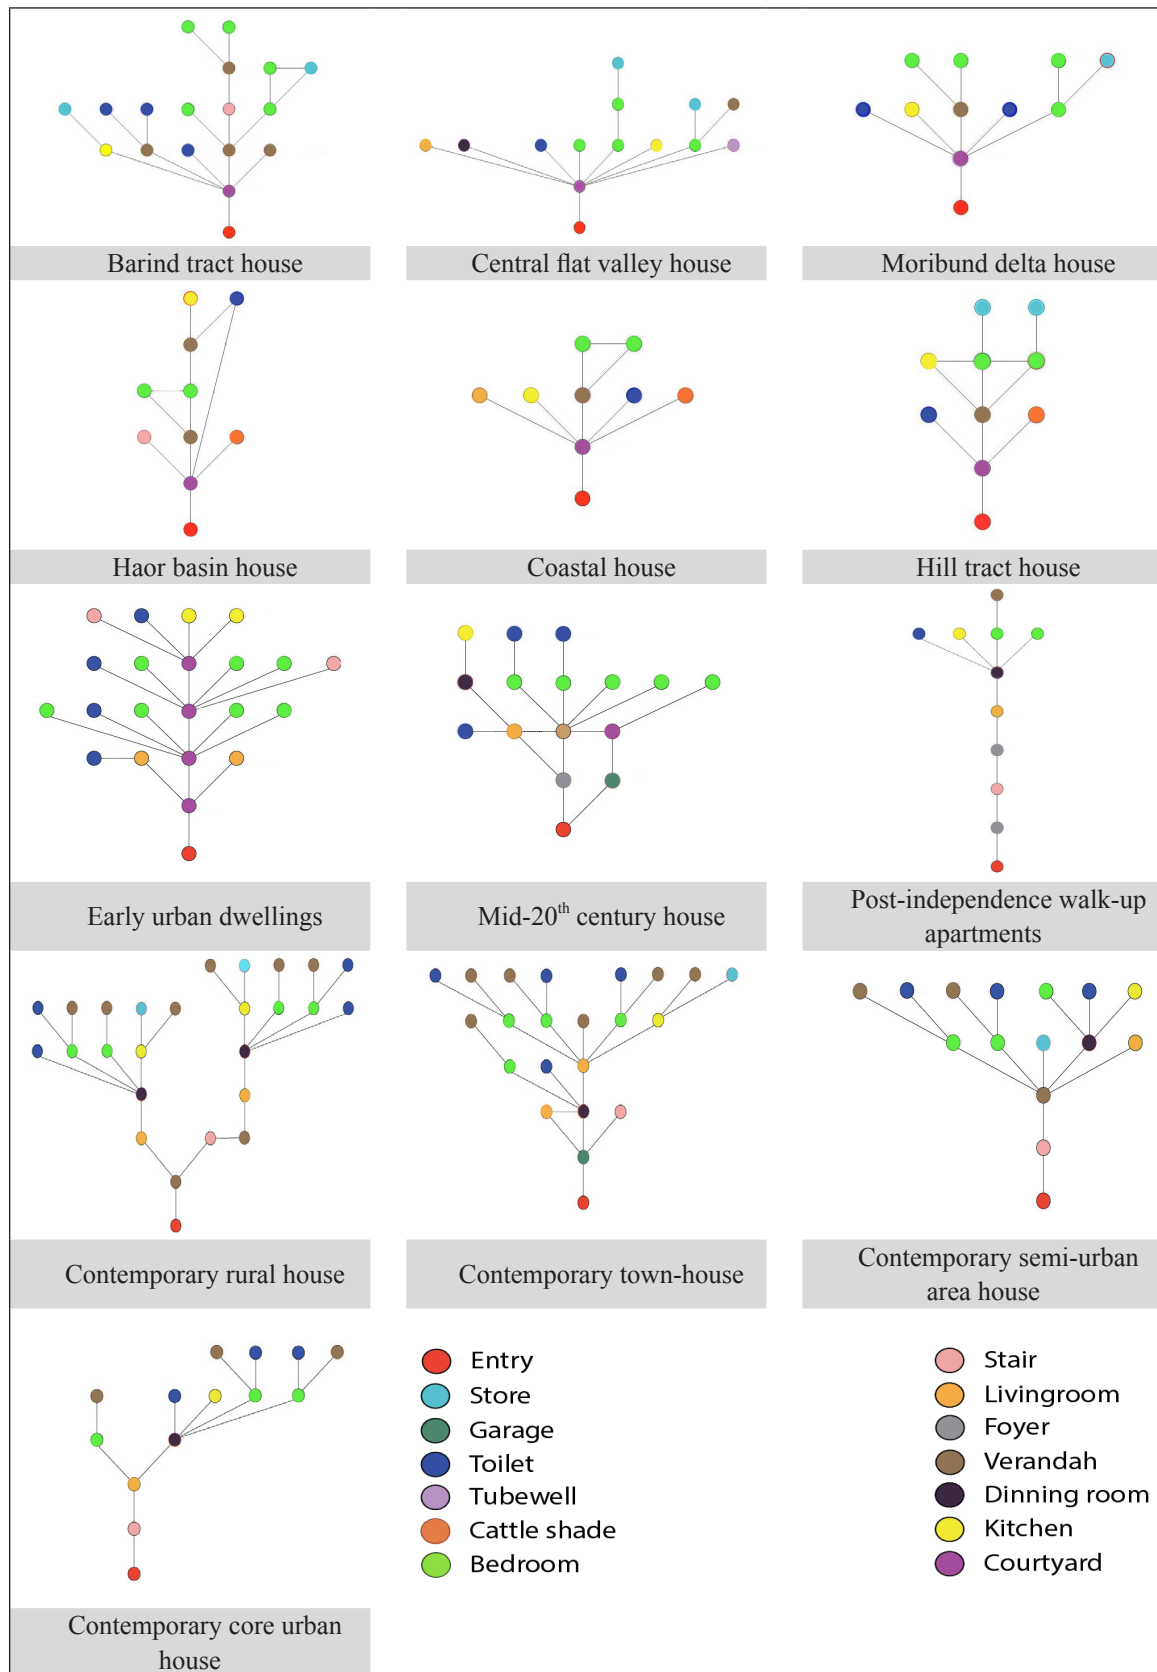 Barind tract house
Central flat valley house
Moribund delta house
Haor basin house
Coastal house
Hill tract house
Early urban dwellings
Mid-20th century house
Post-independence walk-up
apartments
Contemporary rural house
Contemporary town-house
Contemporary semi-urban
area house
Contemporary core urban
house
Entry
Store
Garage
Toilet
Tubewell
Cattle shade
Bedroom
Stair
Livingroom
Foyer
Verandah
Dinning room
Kitchen
Courtyard